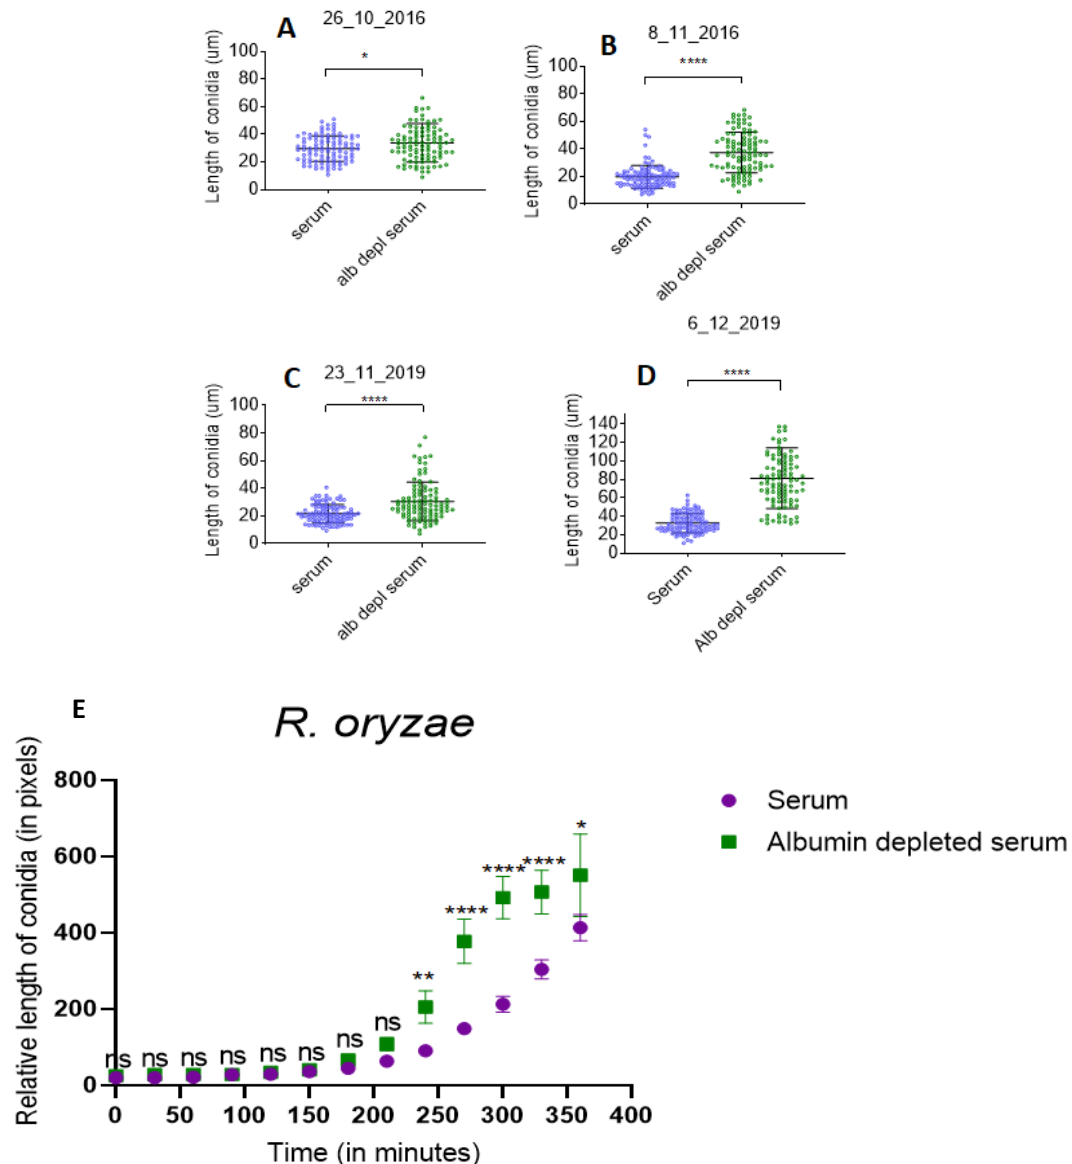 A
26_10_2016
*
Length of conidia (um)
100
80
60
40
20
0
serum
alb depl serum
B
8_11_2016
****
Length of conidia (um)
100
80
60
40
20
0
serum
alb depl serum
C
23_11_2019
****
Length of conidia (um)
100
80
60
40
20
0
serum
alb depl serum
D
6_12_2019
****
Length of conidia (um)
140
120
100
80
60
40
20
0
Serum
Alb depl serum
E
R. oryzae
Relative length of conidia (in pixels)
800
600
400
200
0
ns ns ns ns ns ns ns ns ** **** **** **** *
0 50 100 150 200 250 300 350 400
Time (in minutes)
Serum
Albumin depleted serum